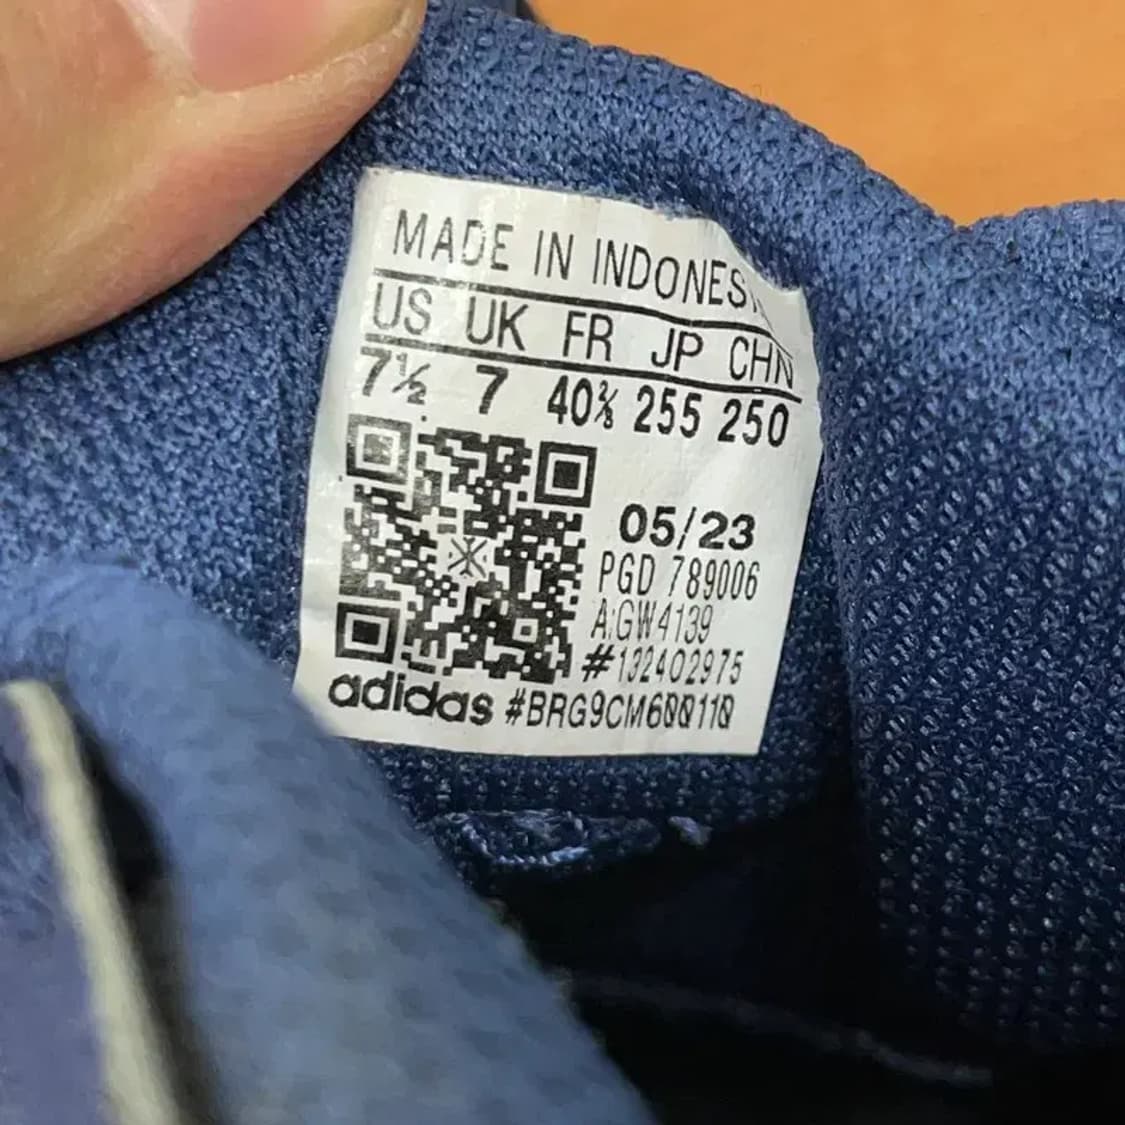 MADE IN INDONESIA
US UK FR JP CHN
7½ 7 40⅔ 255 250
05/23
PGD 789006
A:GW4139
#132402975
adidas #BRG9CM600110